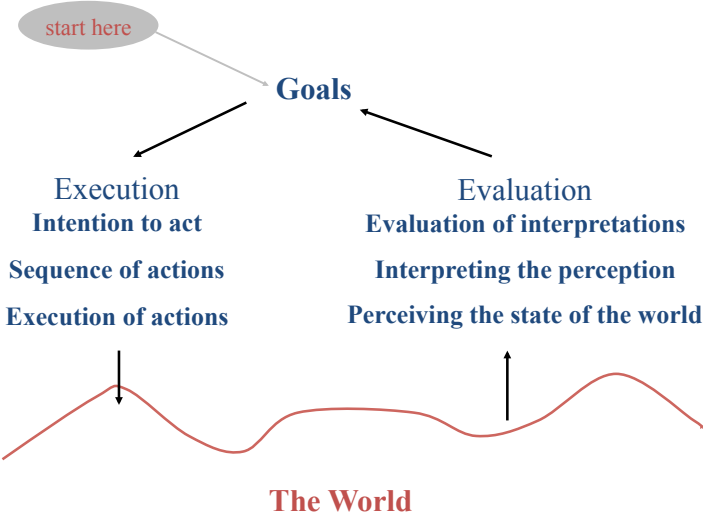 start here
Goals
Execution
Intention to act
Sequence of actions
Execution of actions
Evaluation
Evaluation of interpretations
Interpreting the perception
Perceiving the state of the world
The World